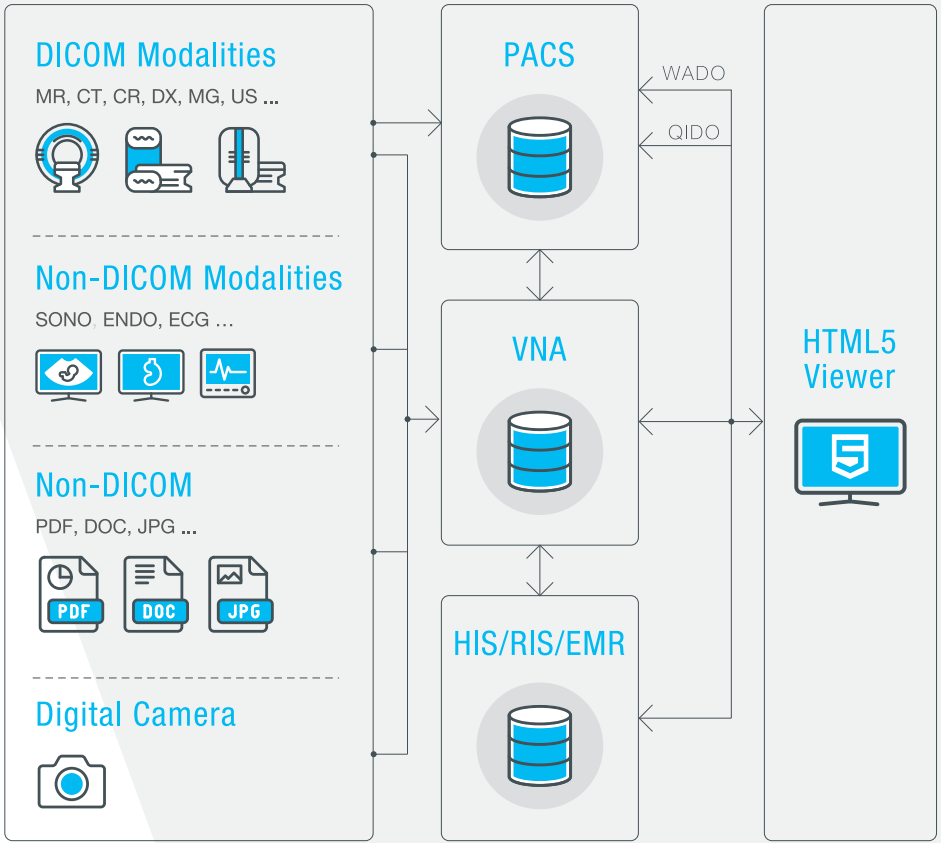 DICOM Modalities
MR, CT, CR, DX, MG, US ...
Non-DICOM Modalities
SONO, ENDO, ECG ...
Non-DICOM
PDF, DOC, JPG ...
PDF
DOC
JPG
Digital Camera
PACS
WADO
QIDO
VNA
HIS/RIS/EMR
HTML5
Viewer
5